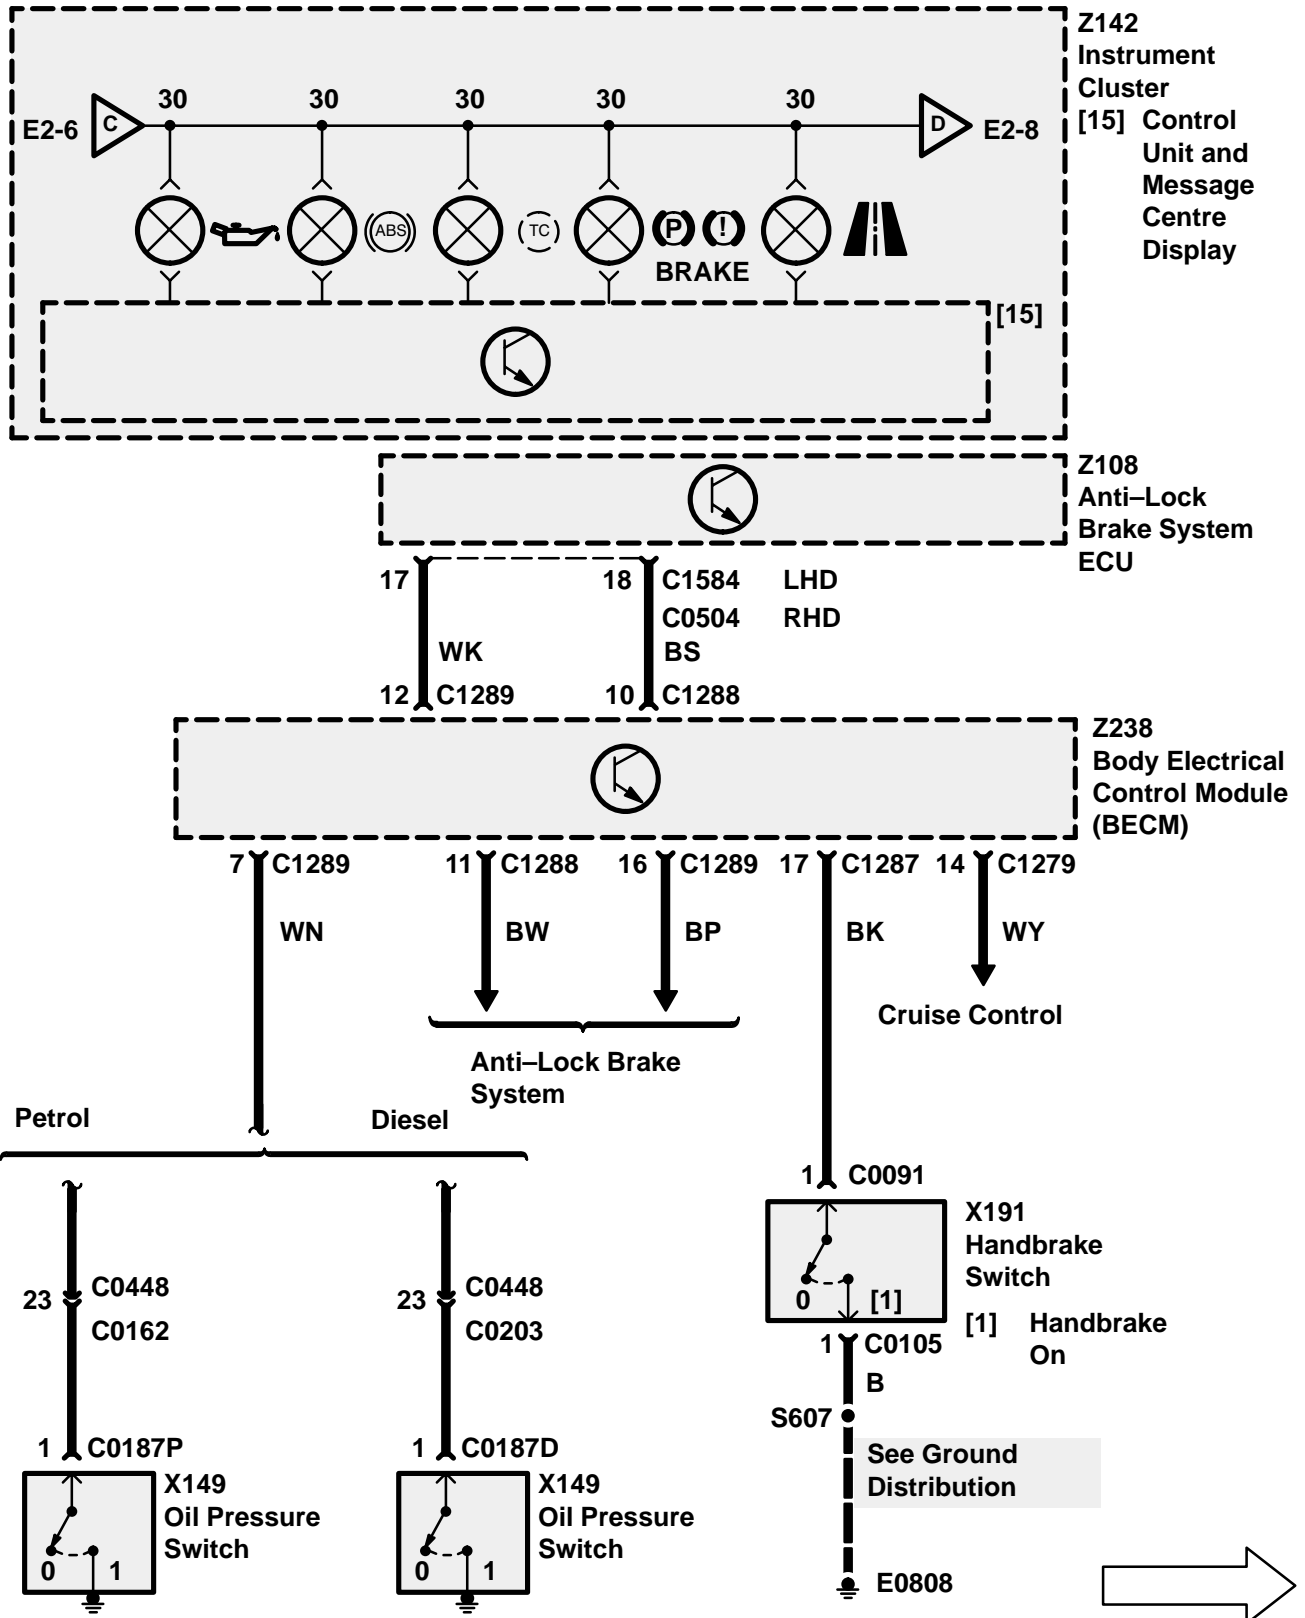 Z142
Instrument
Cluster
[15] Control
Unit and
Message
Centre
Display
30 30 30 30 30
E2-6 C D E2-8
ABS TC P !
BRAKE
[15]
Z108
Anti–Lock
Brake System
ECU
17 18 C1584 LHD
C0504 RHD
WK BS
12 C1289 10 C1288
Z238
Body Electrical
Control Module
(BECM)
7 C1289 11 C1288 16 C1289 17 C1287 14 C1279
WN BW BP BK WY
Cruise Control
Anti–Lock Brake
System
Petrol Diesel
1 C0091
X191
Handbrake
Switch
0 [1]
[1] Handbrake
On
23 C0448 23 C0448
C0162 C0203
1 C0105
B
S607
See Ground
Distribution
1 C0187P 1 C0187D
X149 X149
Oil Pressure Oil Pressure
Switch Switch
0 1 0 1
E0808